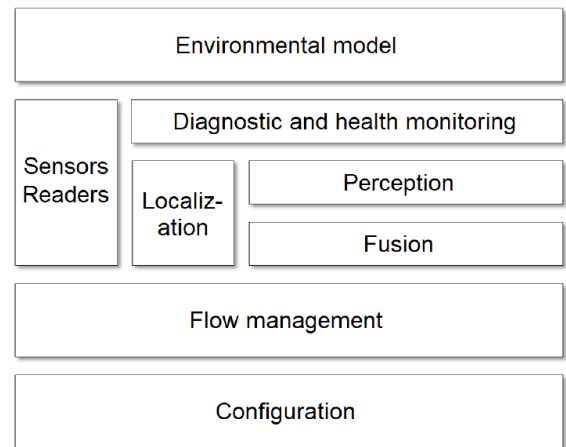 Environmental model
Diagnostic and health monitoring
Sensors
Readers
Localiz-
ation
Perception
Fusion
Flow management
Configuration